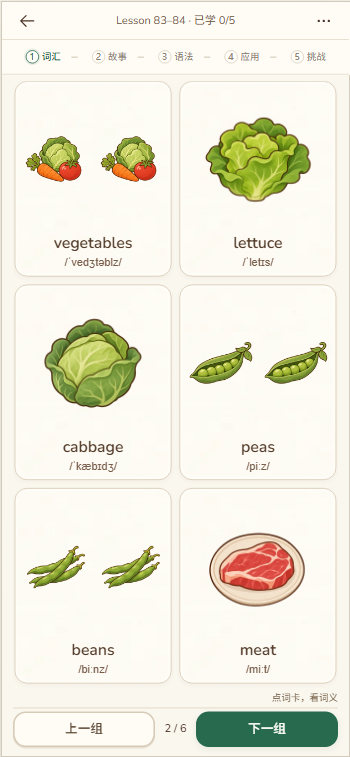 Lesson 83–84 · 已学 0/5
1 词汇 – 2 故事 – 3 语法 – 4 应用 – 5 挑战
vegetables
/ˈvedʒtəblz/
lettuce
/ˈletɪs/
cabbage
/ˈkæbɪdʒ/
peas
/piːz/
beans
/biːnz/
meat
/miːt/
点词卡，看词义
上一组
2 / 6
下一组